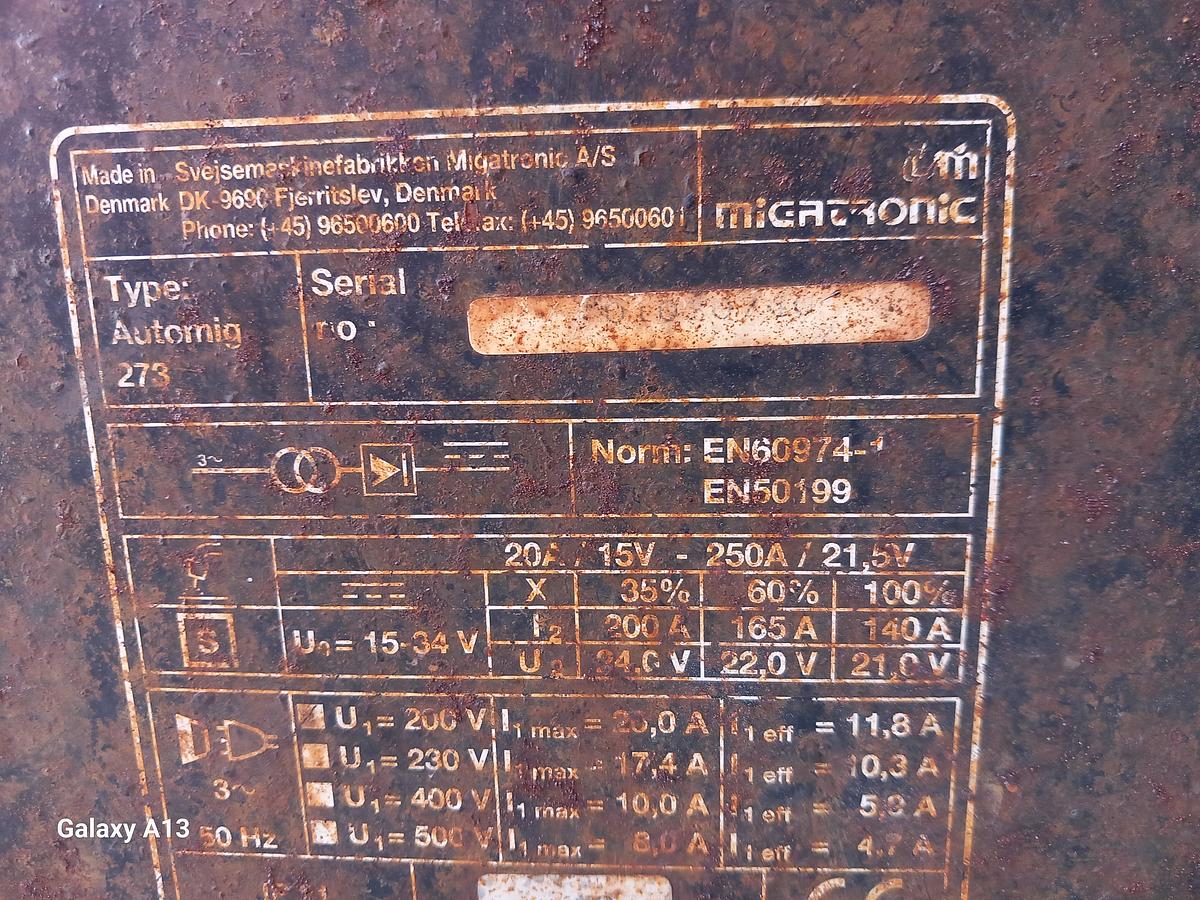 Made in Svejsemaskinefabrikken Migatronic A/S
Denmark DK-9690 Fjerritslev, Denmark
Phone: (+45) 96500600 Telefax: (+45) 96500601
migatronic
Type: Serial
Automig no.
273
3~
Norm: EN60974-1
EN50199
20A / 15V - 250A / 21,5V
X 35% 60% 100%
S U0= 15-34 V I2 200 A 165 A 140 A
U2 24,0 V 22,0 V 21,0 V
U1= 200 V I1 max = 20,0 A I1 eff = 11,8 A
U1= 230 V I1 max = 17,4 A I1 eff = 10,3 A
3~ U1= 400 V I1 max = 10,0 A I1 eff = 5,9 A
50 Hz U1= 500 V I1 max = 8,0 A I1 eff = 4,7 A
Galaxy A13
CE